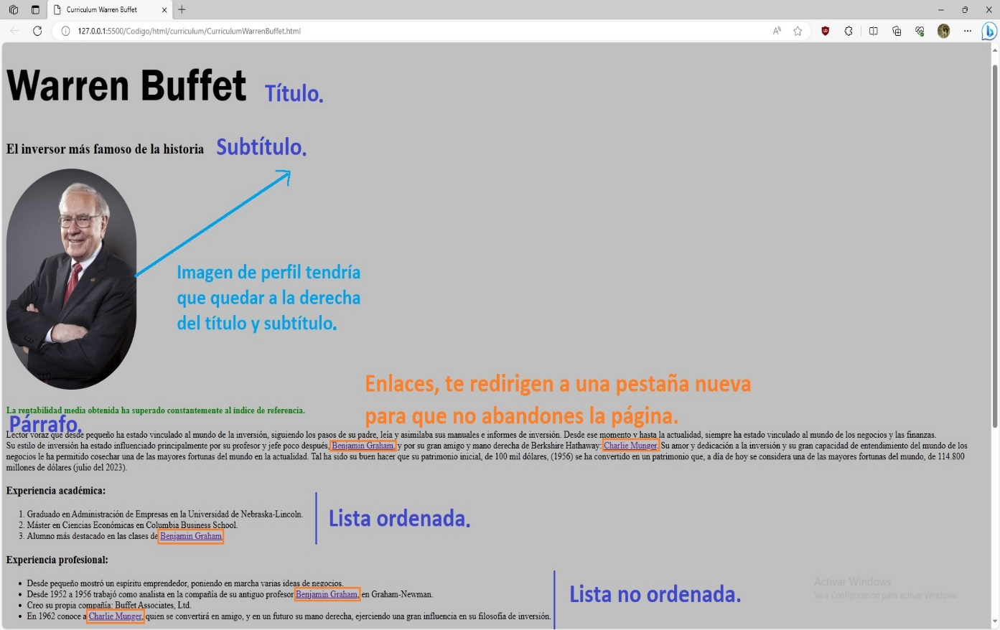 Curriculum Warren Buffet
127.0.0.1:5500/Codigo/html/curriculum/CurriculumWarrenBuffet.html
Warren Buffet Título.
El inversor más famoso de la historia Subtítulo.
Imagen de perfil tendría
que quedar a la derecha
del título y subtítulo.
Enlaces, te redirigen a una pestaña nueva
para que no abandones la página.
La rentabilidad media obtenida ha superado constantemente al índice de referencia.
Párrafo.
Lector voraz que desde pequeño ha estado vinculado al mundo de la inversión, siguiendo los pasos de su padre, leía y asimilaba sus manuales e informes de inversión. Desde ese momento y hasta la actualidad, siempre ha estado vinculado al mundo de los negocios y las finanzas.
Su estilo de inversión ha estado influenciado principalmente por su profesor y jefe poco después, Benjamin Graham, y por su gran amigo y mano derecha de Berkshire Hathaway: Charlie Munger. Su amor y dedicación a la inversión y su gran capacidad de entendimiento del mundo de los
negocios le ha permitido cosechar una de las mayores fortunas del mundo en la actualidad. Tal ha sido su buen hacer que su patrimonio inicial, de 100 mil dólares, (1956) se ha convertido en un patrimonio que, a día de hoy se considera una de las mayores fortunas del mundo, de 114.800
millones de dólares (julio del 2023).
Experiencia académica:
1. Graduado en Administración de Empresas en la Universidad de Nebraska-Lincoln.
2. Máster en Ciencias Económicas en Columbia Business School.
3. Alumno más destacado en las clases de Benjamin Graham
Lista ordenada.
Experiencia profesional:
Desde pequeño mostró un espíritu emprendedor, poniendo en marcha varias ideas de negocios.
Desde 1952 a 1956 trabajó como analista en la compañía de su antiguo profesor Benjamin Graham, en Graham-Newman.
Creo su propia compañía: Buffet Associates, Ltd.
En 1962 conoce a Charlie Munger, quien se convertirá en amigo, y en un futuro su mano derecha, ejerciendo una gran influencia en su filosofía de inversión.
Lista no ordenada.
Activar Windows
Ve a Configuración para activar Windows.